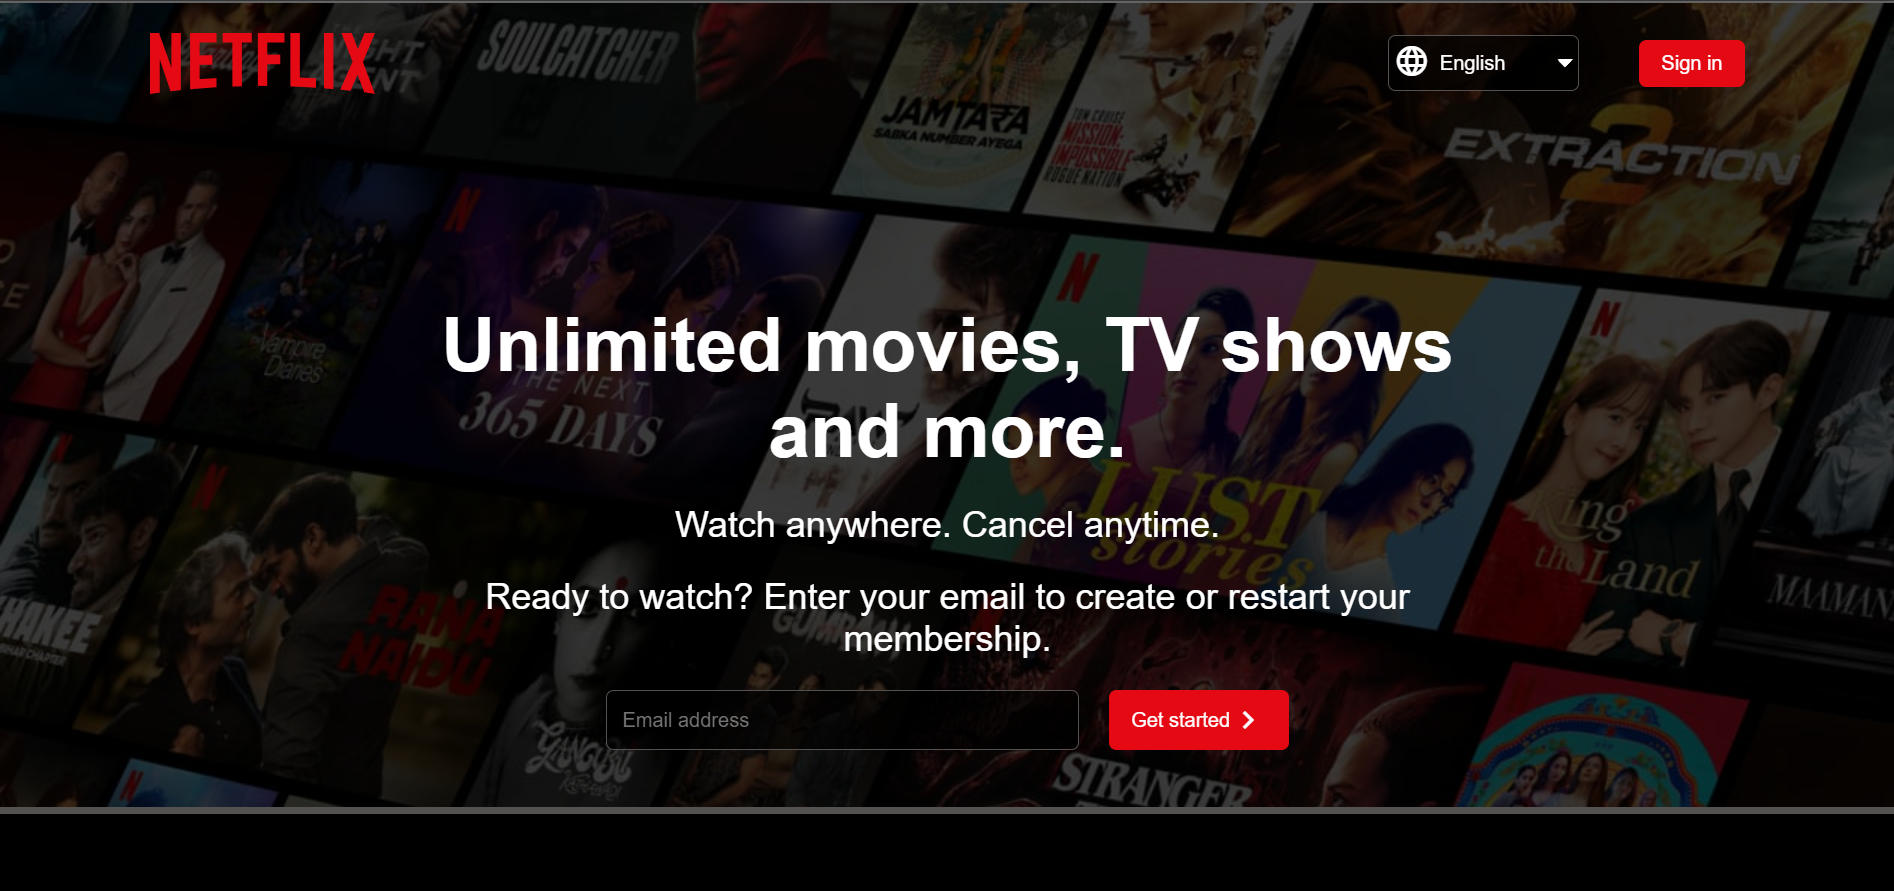 NETFLIX
English
Sign in
SOULCATCHER
JAMTARA
SABKA NUMBER AYEGA
TOM CRUISE
MISSION:
IMPOSSIBLE
ROGUE NATION
EXTRACTION
2
Vampire
Diaries
Unlimited movies, TV shows
and more.
THE NEXT
365 DAYS
Watch anywhere. Cancel anytime.
LUST
stories
King
the Land
Ready to watch? Enter your email to create or restart your
membership.
RANA
NAIDU
MAAMAN
Email address
Get started
STRANGER